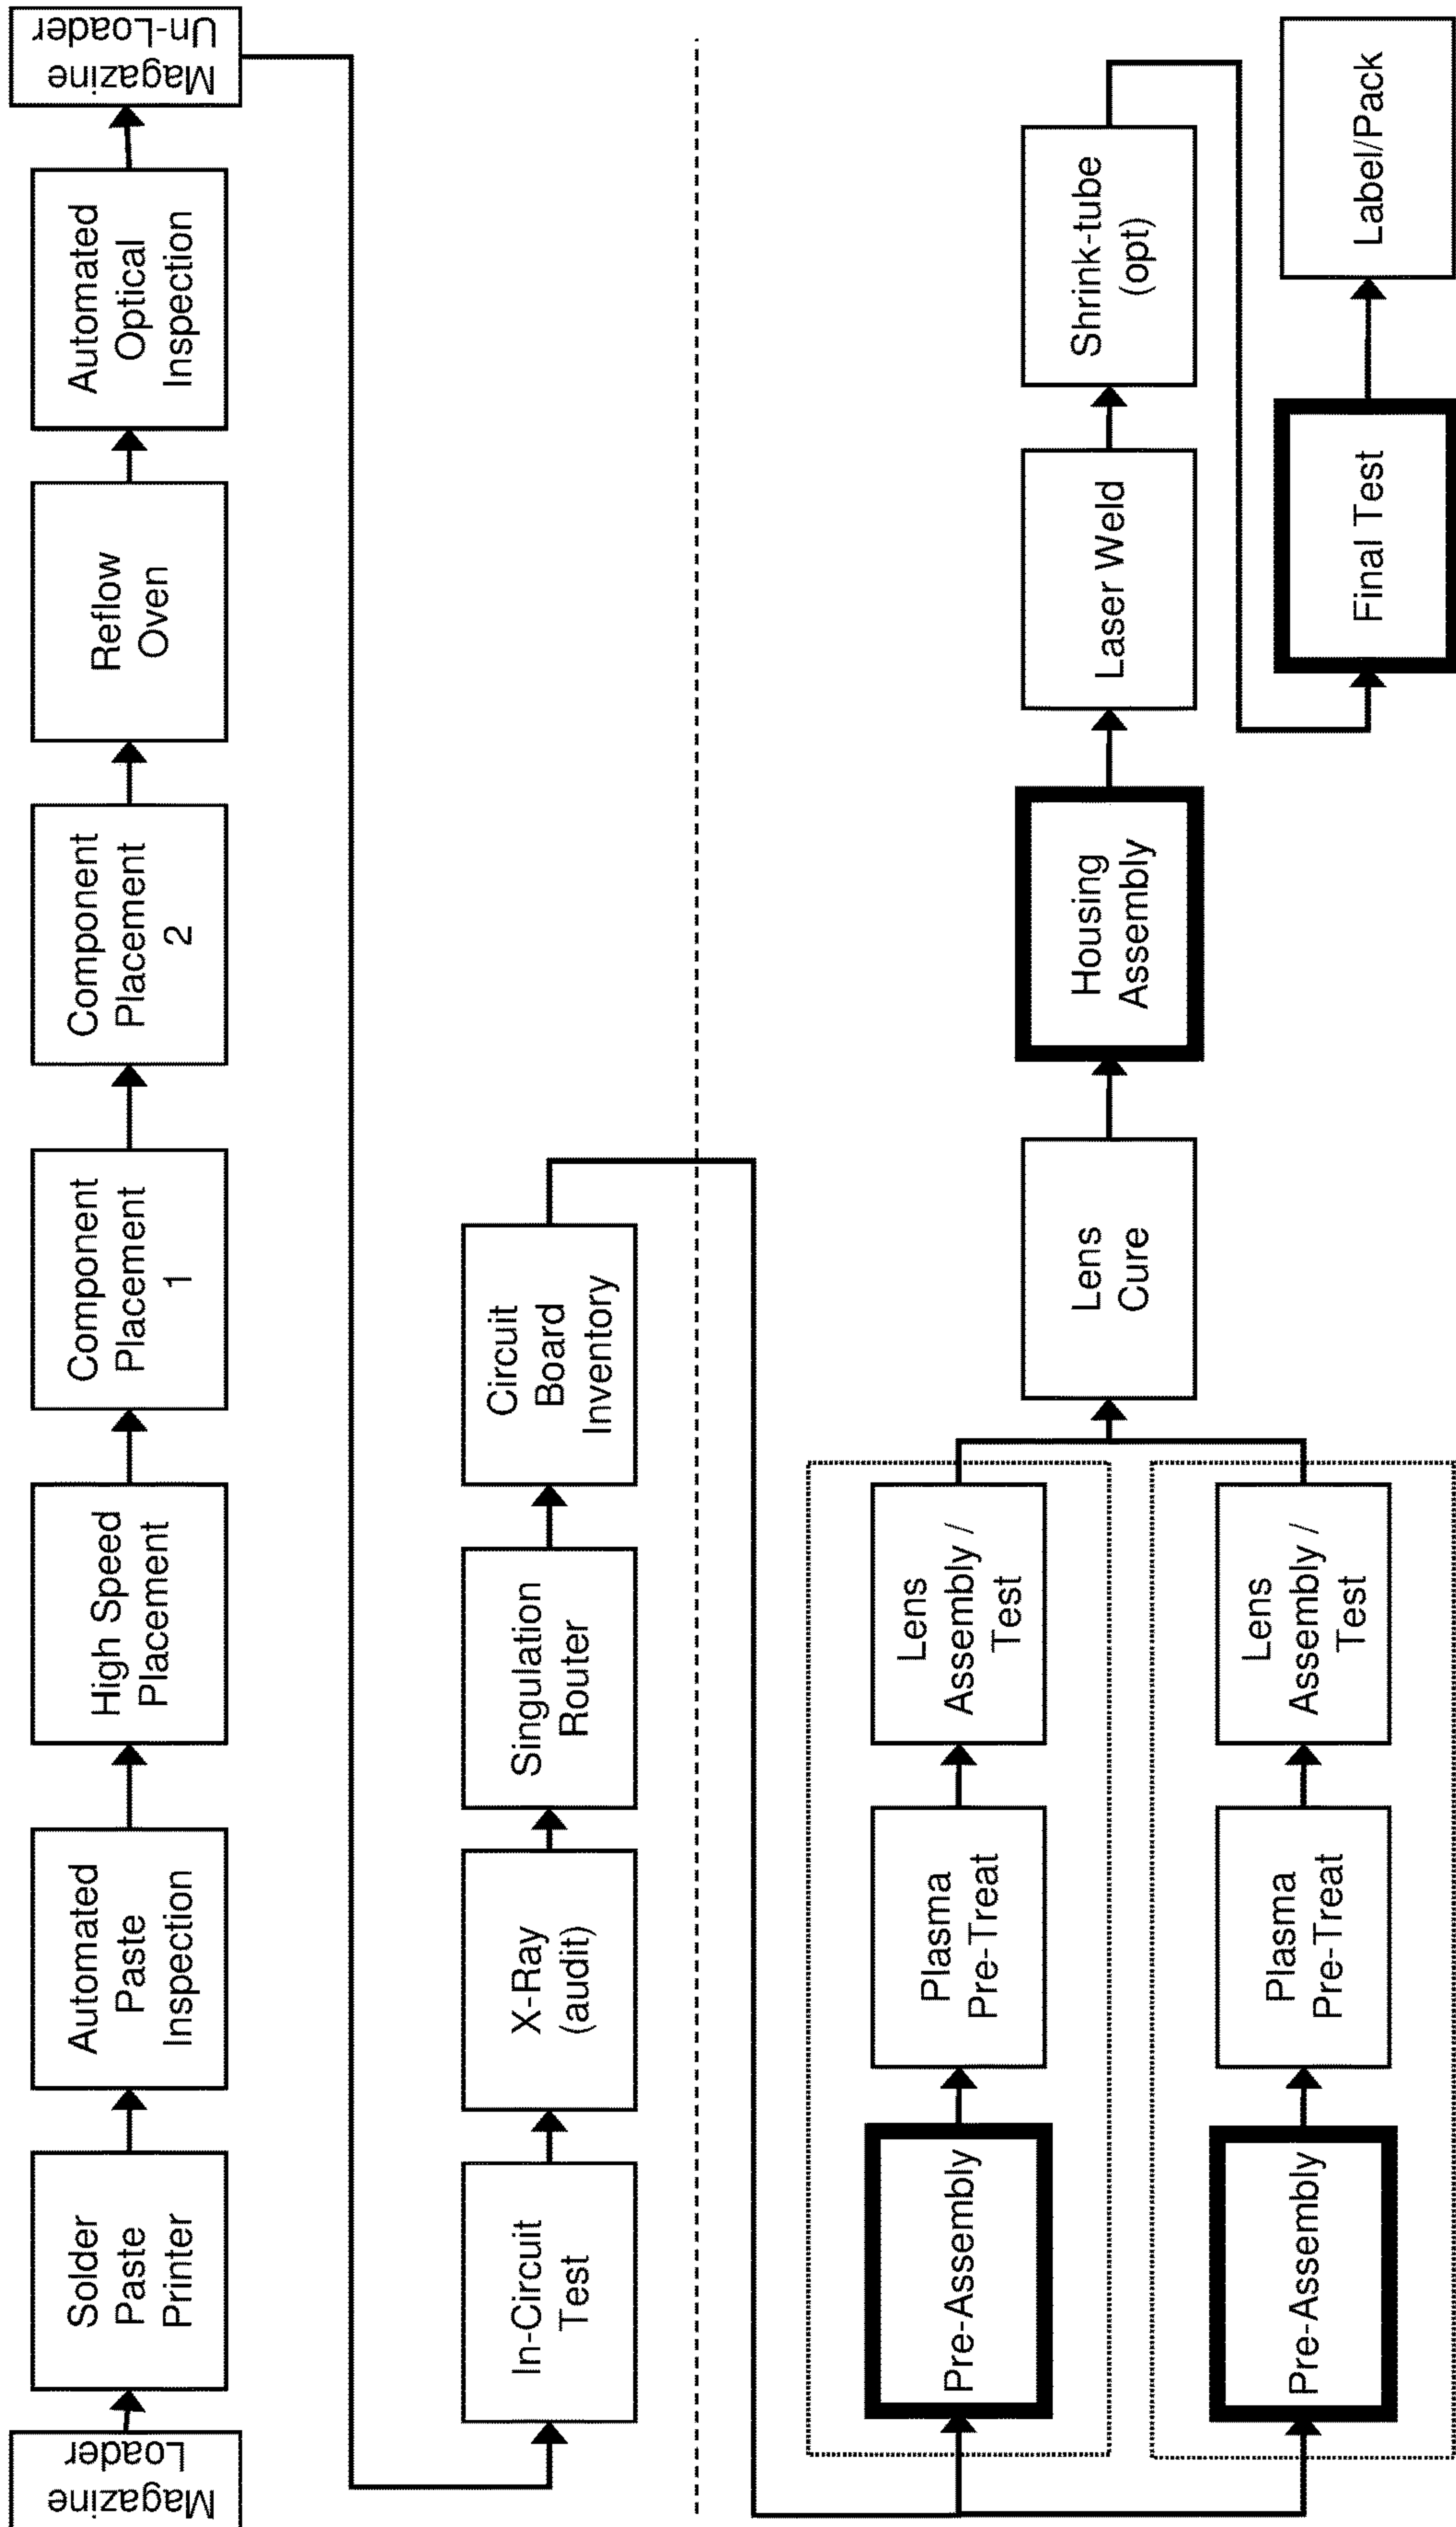 Magazine
Loader
Solder
Paste
Printer
Automated
Paste
Inspection
High Speed
Placement
Component
Placement
1
Component
Placement
2
Reflow
Oven
Automated
Optical
Inspection
Magazine
Un-Loader
In-Circuit
Test
X-Ray
(audit)
Singulation
Router
Circuit
Board
Inventory
Pre-Assembly
Plasma
Pre-Treat
Lens
Assembly /
Test
Pre-Assembly
Plasma
Pre-Treat
Lens
Assembly /
Test
Lens
Cure
Housing
Assembly
Laser Weld
Shrink-tube
(opt)
Final Test
Label/Pack